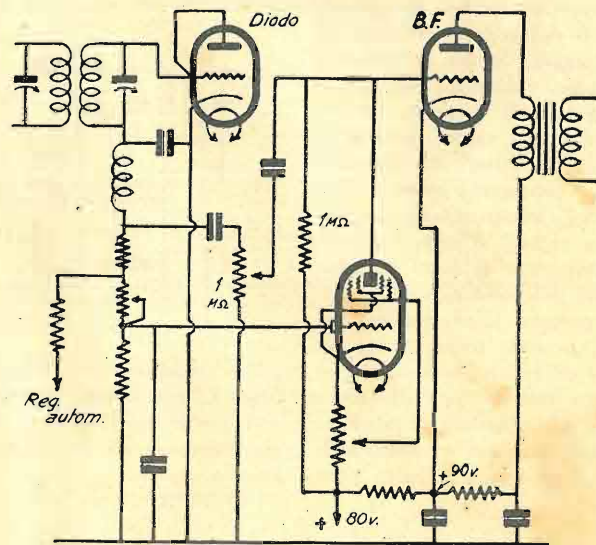 Diodo
B.F.
1MΩ
1
MΩ
Reg.
autom.
+90v.
+ 80v.